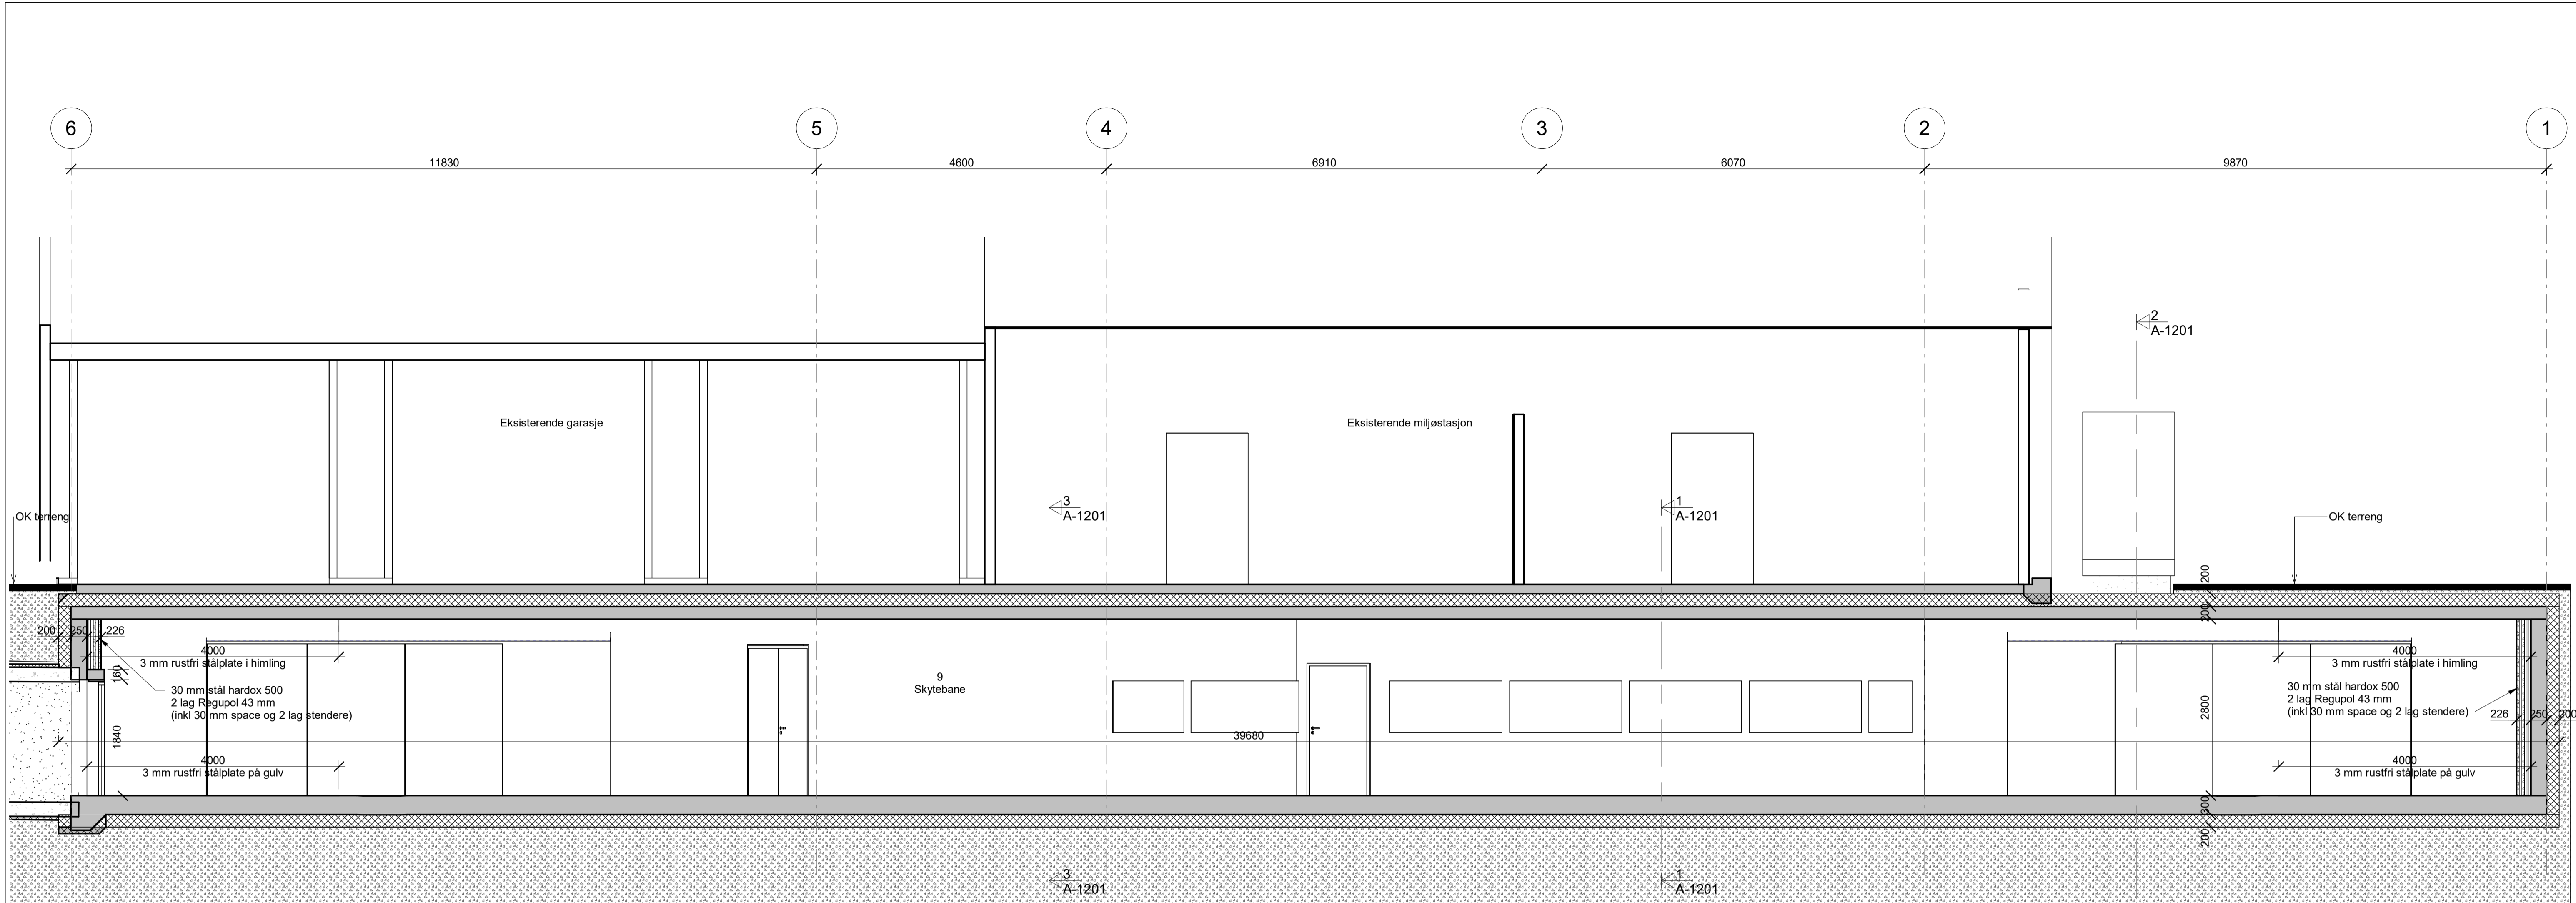 6
5
4
3
2
1
11830
4600
6910
6070
9870
2
A-1201
Eksisterende garasje
Eksisterende miljøstasjon
3
A-1201
1
A-1201
OK terreng
OK terreng
200
200
200
250
226
4000
3 mm rustfri stålplate i himling
160
30 mm stål hardox 500
2 lag Regupol 43 mm
(inkl 30 mm space og 2 lag stendere)
1840
9
Skytebane
4000
3 mm rustfri stålplate i himling
30 mm stål hardox 500
2 lag Regupol 43 mm
(inkl 30 mm space og 2 lag stendere)
2800
226
250
200
39680
4000
3 mm rustfri stålplate på gulv
4000
3 mm rustfri stålplate på gulv
300
200
3
A-1201
1
A-1201